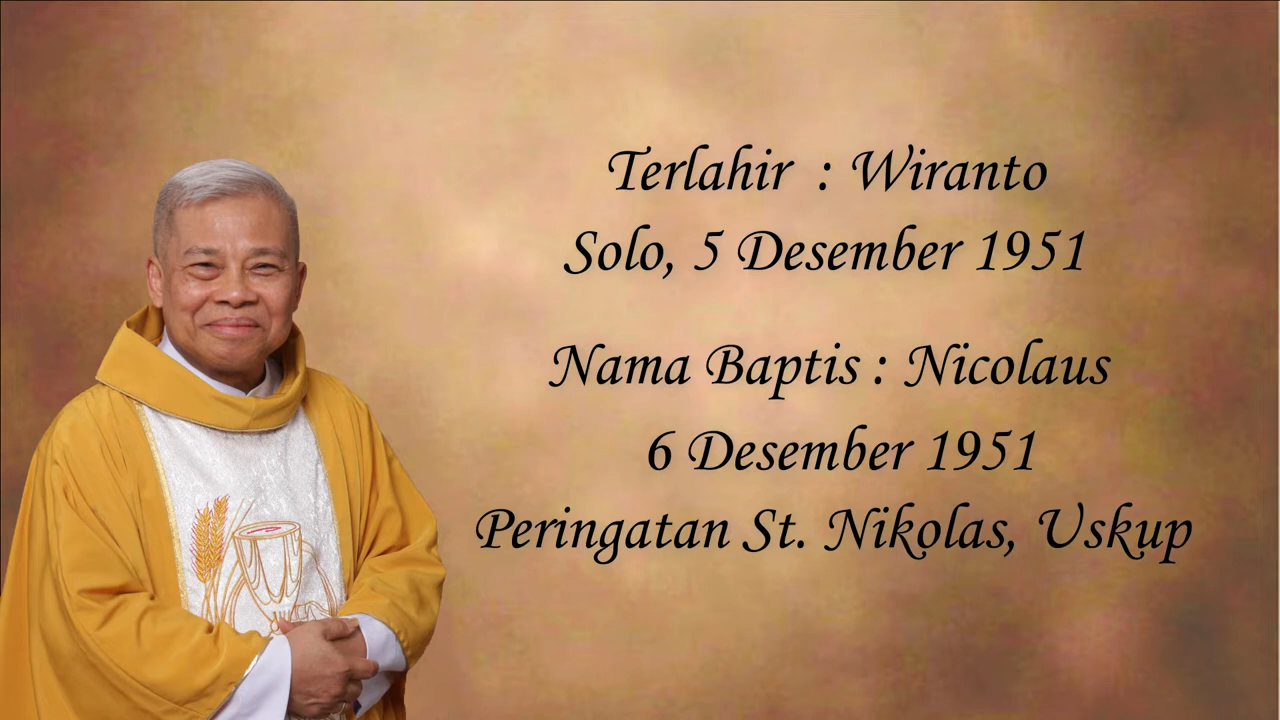 Terlahir : Wiranto
Solo, 5 Desember 1951
Nama Baptis : Nicolaus
6 Desember 1951
Peringatan St. Nikolas, Uskup